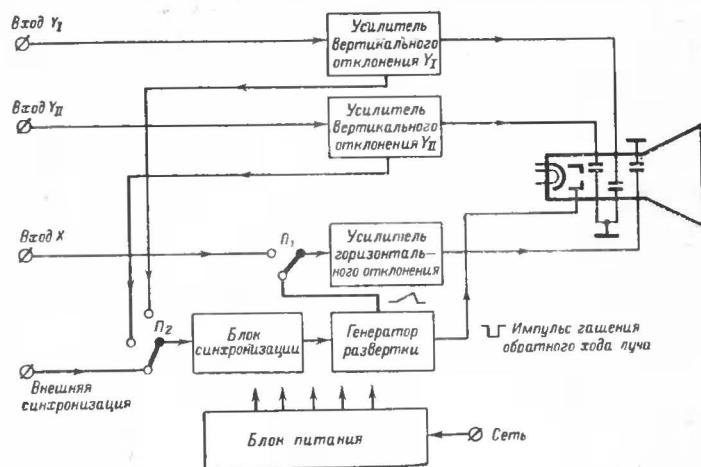 Вход YI
Усилитель
вертикального
отклонения YI
Вход YII
Усилитель
вертикального
отклонения YII
Вход X
П1
Усилитель
горизонталь-
ного отклонения
П2
Блок
синхронизации
Генератор
развертки
Импульс гашения
обратного хода луча
Внешняя
синхронизация
Блок питания
Сеть